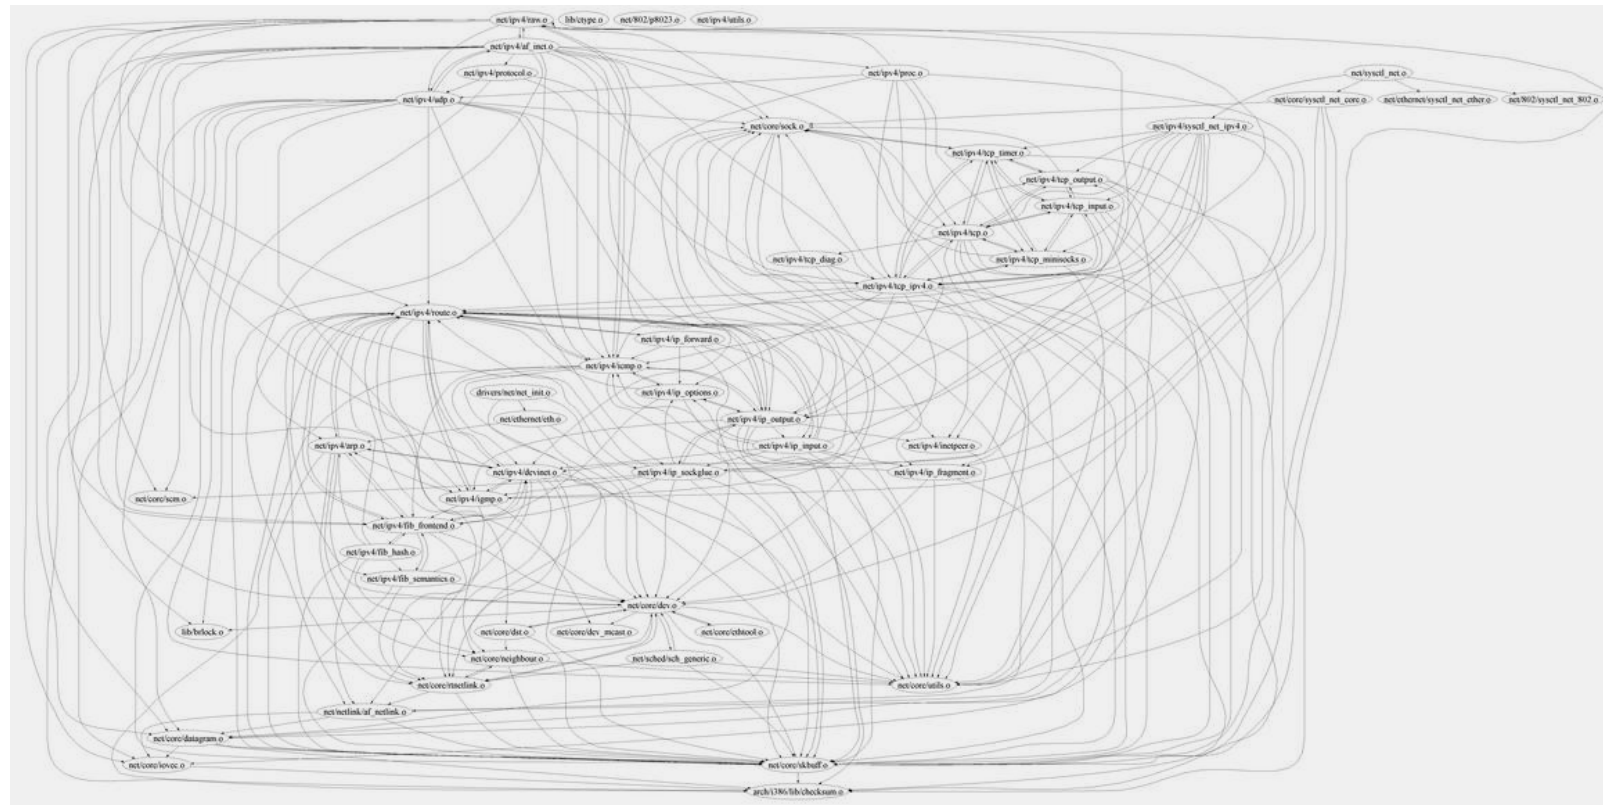 net/ipv4/raw.o lib/ctype.o net/802/p8023.o net/ipv4/utils.o
net/ipv4/af_inet.o
net/ipv4/protocol.o net/ipv4/proc.o net/sysctl_net.o
net/ipv4/udp.o net/core/sysctl_net_core.o net/ethernet/sysctl_net_ether.o net/802/sysctl_net_802.o
net/core/sock.o net/ipv4/sysctl_net_ipv4.o
net/ipv4/tcp_timer.o
net/ipv4/tcp_output.o
net/ipv4/tcp_input.o
net/ipv4/tcp.o
net/ipv4/tcp_diag.o net/ipv4/tcp_minisocks.o
net/ipv4/tcp_ipv4.o
net/ipv4/route.o
net/ipv4/ip_forward.o
net/ipv4/icmp.o
drivers/net/net_init.o net/ipv4/ip_options.o
net/ethernet/eth.o net/ipv4/ip_output.o
net/ipv4/arp.o net/ipv4/ip_input.o net/ipv4/inetpeer.o
net/ipv4/devinet.o net/ipv4/ip_sockglue.o net/ipv4/ip_fragment.o
net/core/scm.o net/ipv4/igmp.o
net/ipv4/fib_frontend.o
net/ipv4/fib_hash.o
net/ipv4/fib_semantics.o
net/core/dev.o
lib/brlock.o net/core/dst.o net/core/dev_mcast.o net/core/ethtool.o
net/core/neighbour.o net/sched/sch_generic.o
net/core/rtnetlink.o net/core/utils.o
net/netlink/af_netlink.o
net/core/datagram.o
net/core/iovec.o net/core/skbuff.o
arch/i386/lib/checksum.o